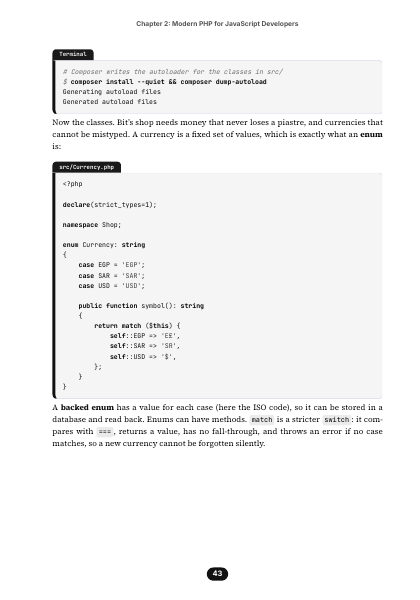 Chapter 2: Modern PHP for JavaScript Developers
Terminal
# Composer writes the autoloader for the classes in src/
$ composer install --quiet && composer dump-autoload
Generating autoload files
Generated autoload files
Now the classes. Bit's shop needs money that never loses a piastre, and currencies that
cannot be mistyped. A currency is a fixed set of values, which is exactly what an enum
is:
src/Currency.php
<?php
declare(strict_types=1);
namespace Shop;
enum Currency: string
{
    case EGP = 'EGP';
    case SAR = 'SAR';
    case USD = 'USD';
    public function symbol(): string
    {
        return match ($this) {
            self::EGP => 'E£',
            self::SAR => 'SR',
            self::USD => '$',
        };
    }
}
A backed enum has a value for each case (here the ISO code), so it can be stored in a
database and read back. Enums can have methods. match is a stricter switch: it com-
pares with ===, returns a value, has no fall-through, and throws an error if no case
matches, so a new currency cannot be forgotten silently.
43